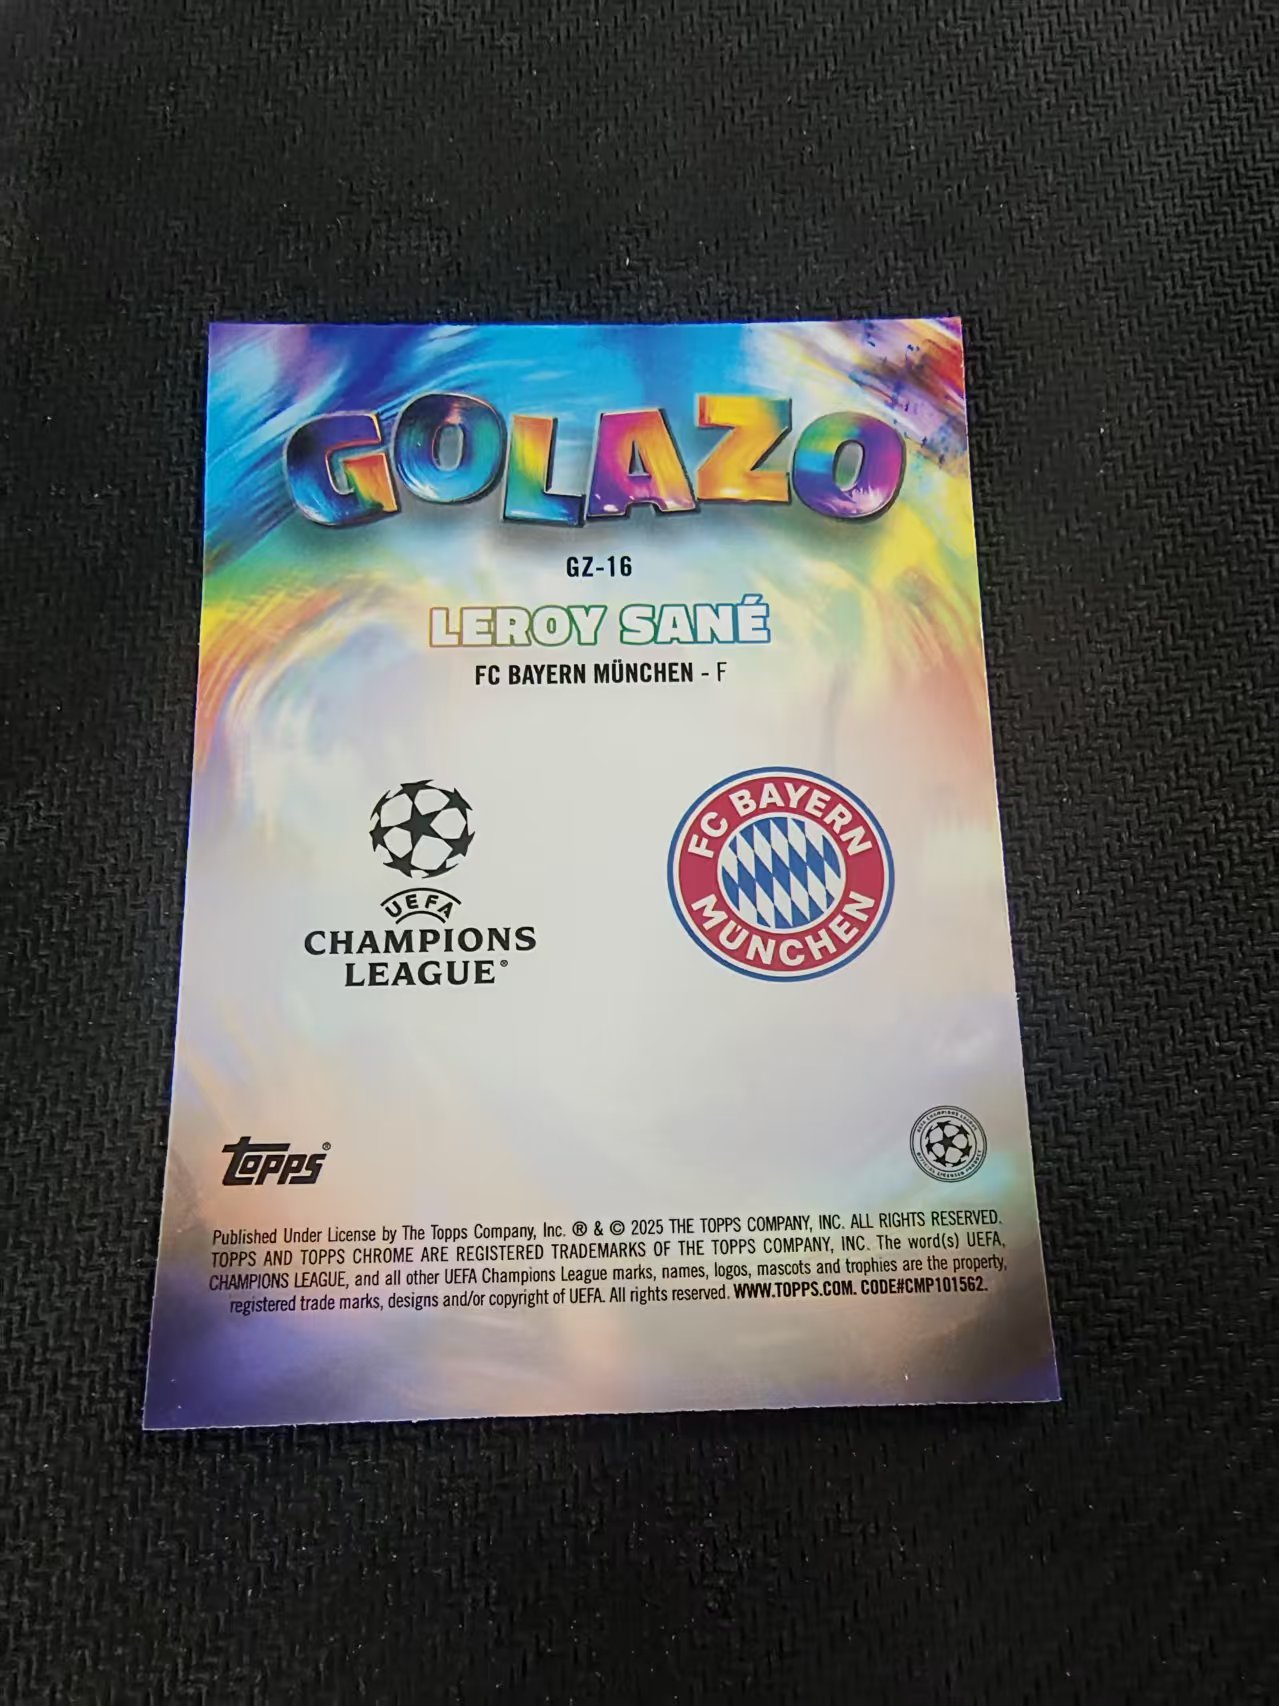 GOLAZO
GZ-16
LEROY SANÉ
FC BAYERN MÜNCHEN - F
UEFA
CHAMPIONS
LEAGUE®
FC BAYERN
MÜNCHEN
Topps®
Published Under License by The Topps Company, Inc. ® & © 2025 THE TOPPS COMPANY, INC. ALL RIGHTS RESERVED.
TOPPS AND TOPPS CHROME ARE REGISTERED TRADEMARKS OF THE TOPPS COMPANY, INC. The word(s) UEFA,
CHAMPIONS LEAGUE, and all other UEFA Champions League marks, names, logos, mascots and trophies are the property,
registered trade marks, designs and/or copyright of UEFA. All rights reserved. WWW.TOPPS.COM. CODE#CMP101562.